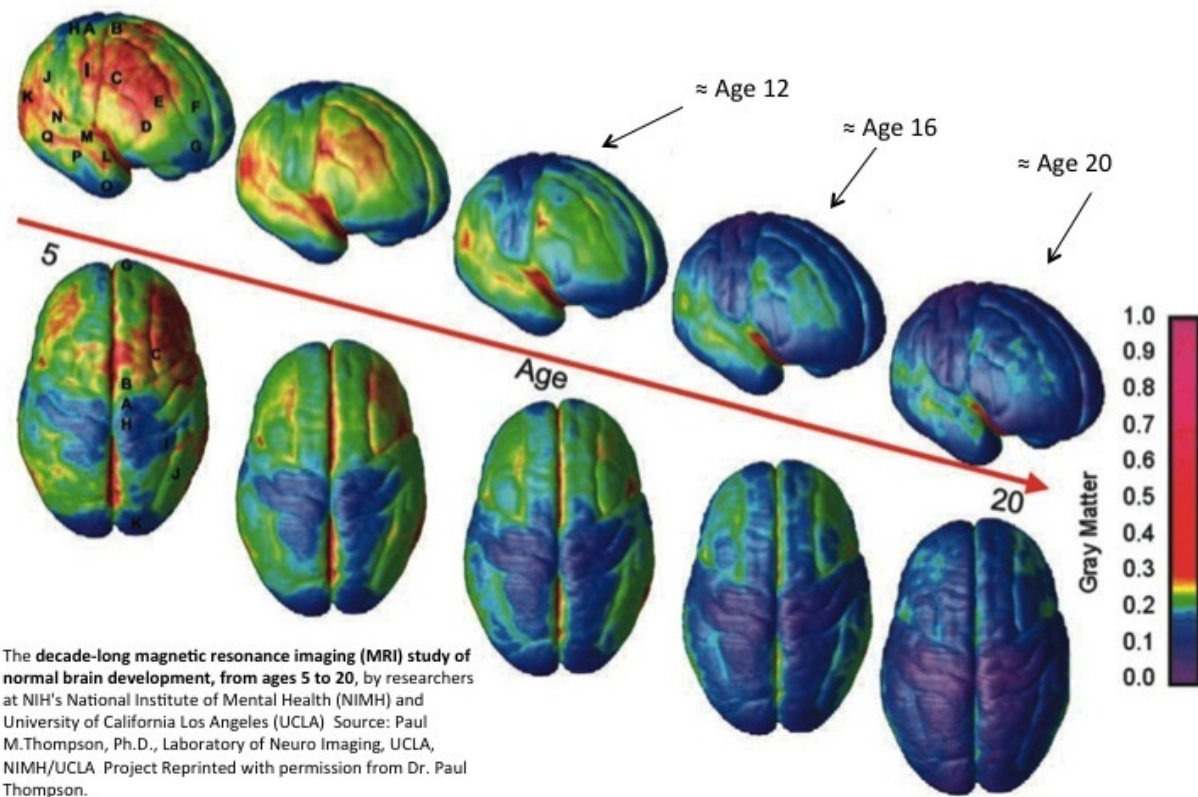 H A B
I
J C
K E F
N D
Q M G
P L
O
≈ Age 12
≈ Age 16
≈ Age 20
5
G
C
B
A
H
I
J
K
Age
20
Gray Matter
1.0
0.9
0.8
0.7
0.6
0.5
0.4
0.3
0.2
0.1
0.0
The decade-long magnetic resonance imaging (MRI) study of
normal brain development, from ages 5 to 20, by researchers
at NIH's National Institute of Mental Health (NIMH) and
University of California Los Angeles (UCLA) Source: Paul
M.Thompson, Ph.D., Laboratory of Neuro Imaging, UCLA,
NIMH/UCLA Project Reprinted with permission from Dr. Paul
Thompson.